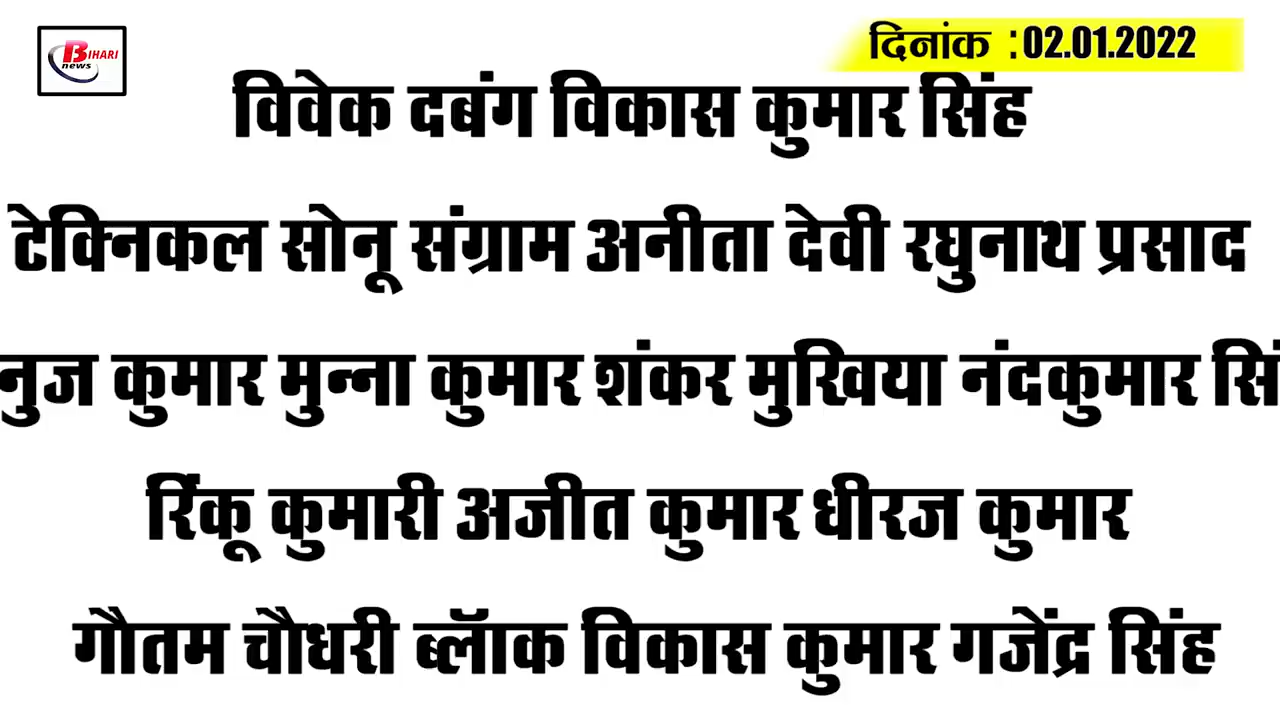 BIHARI
news
दिनांक :02.01.2022
विवेक दबंग विकास कुमार सिंह
टेक्निकल सोनू संग्राम अनीता देवी रघुनाथ प्रसाद
नुज कुमार मुन्ना कुमार शंकर मुखिया नंदकुमार सिं
रिंकू कुमारी अजीत कुमार धीरज कुमार
गौतम चौधरी ब्लॉक विकास कुमार गजेंद्र सिंह